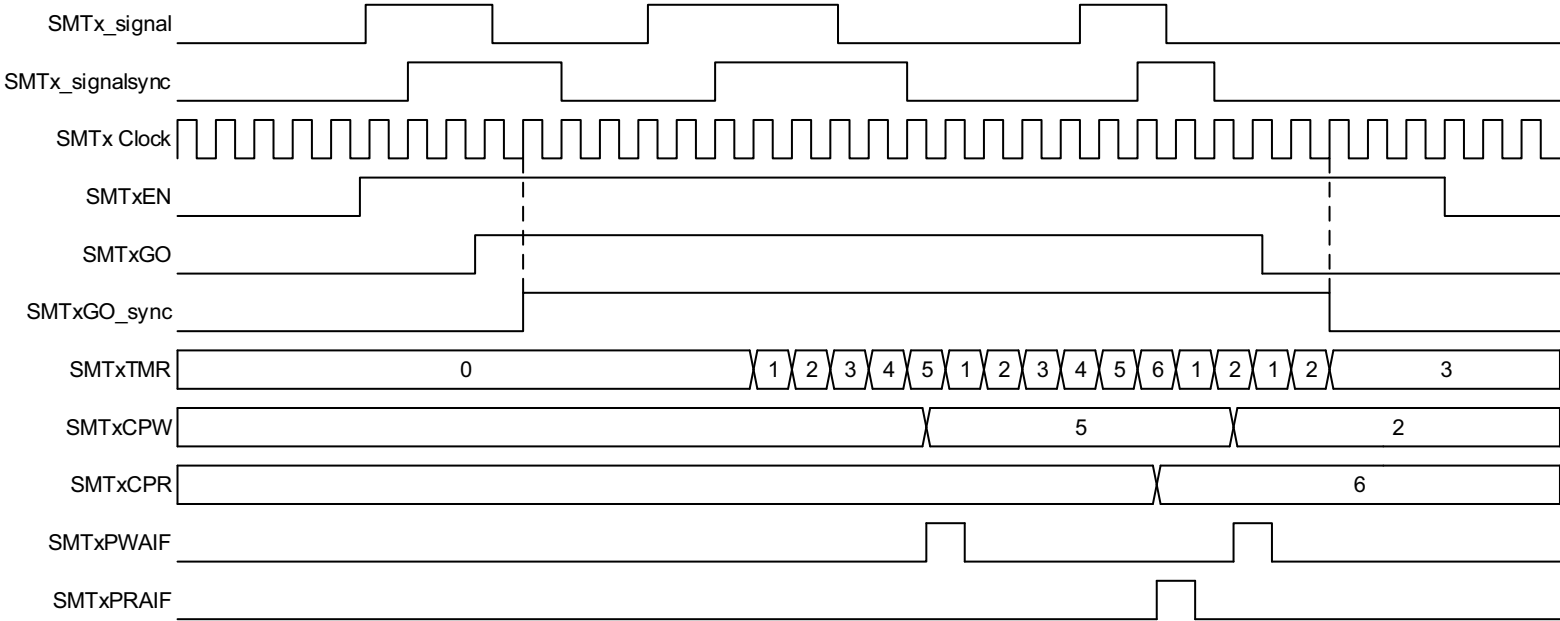 SMTx_signal
SMTx_signalsync
SMTx Clock
SMTxEN
SMTxGO
SMTxGO_sync
SMTxTMR 0 1 2 3 4 5 1 2 3 4 5 6 1 2 1 2 3
SMTxCPW 5 2
SMTxCPR 6
SMTxPWAIF
SMTxPRAIF